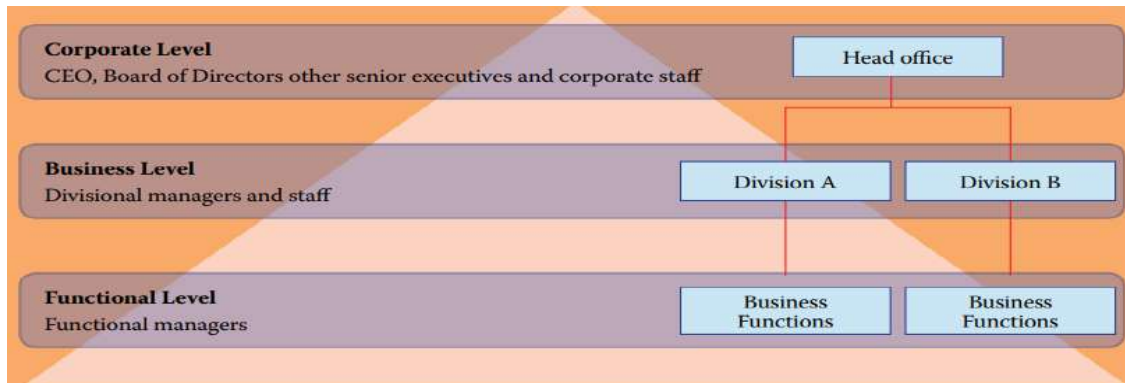 Corporate Level
CEO, Board of Directors other senior executives and corporate staff
Head office
Business Level
Divisional managers and staff
Division A
Division B
Functional Level
Functional managers
Business
Functions
Business
Functions